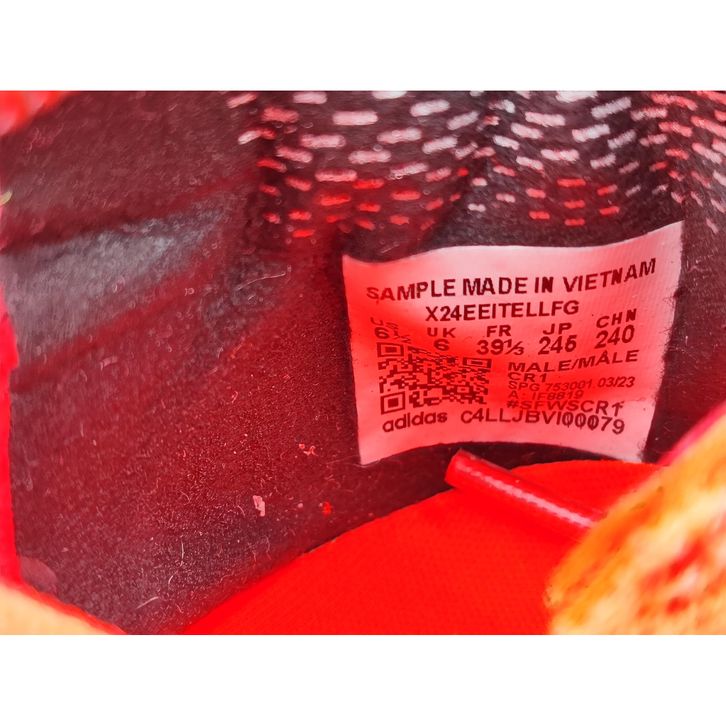 SAMPLE MADE IN VIETNAM
X24EEITELLFG
UK FR JP CHN
6 39⅓ 245 240
MALE/MÂLE
CR1
SPG 753001 03/23
A: IF8819
#SFWSCR1
adidas C4LLJBVI00079